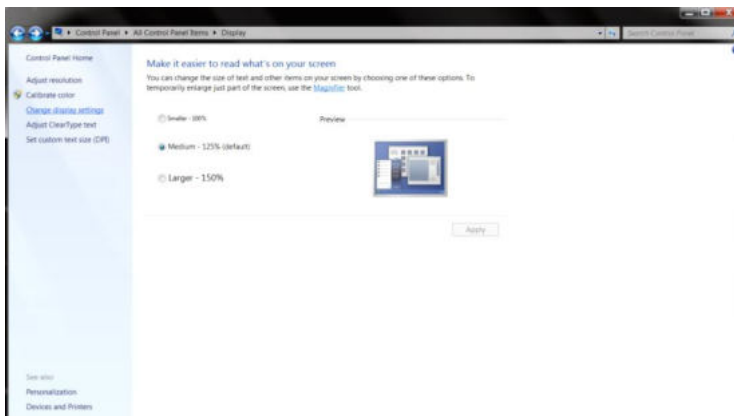 Control Panel ▸ All Control Panel Items ▸ Display
Search Control Panel
Control Panel Home
Adjust resolution
Calibrate color
Change display settings
Adjust ClearType text
Set custom text size (DPI)
Make it easier to read what's on your screen
You can change the size of text and other items on your screen by choosing one of these options. To
temporarily enlarge just part of the screen, use the Magnifier tool.
Smaller - 100%
Preview
Medium - 125% (default)
Larger - 150%
Apply
See also
Personalization
Devices and Printers